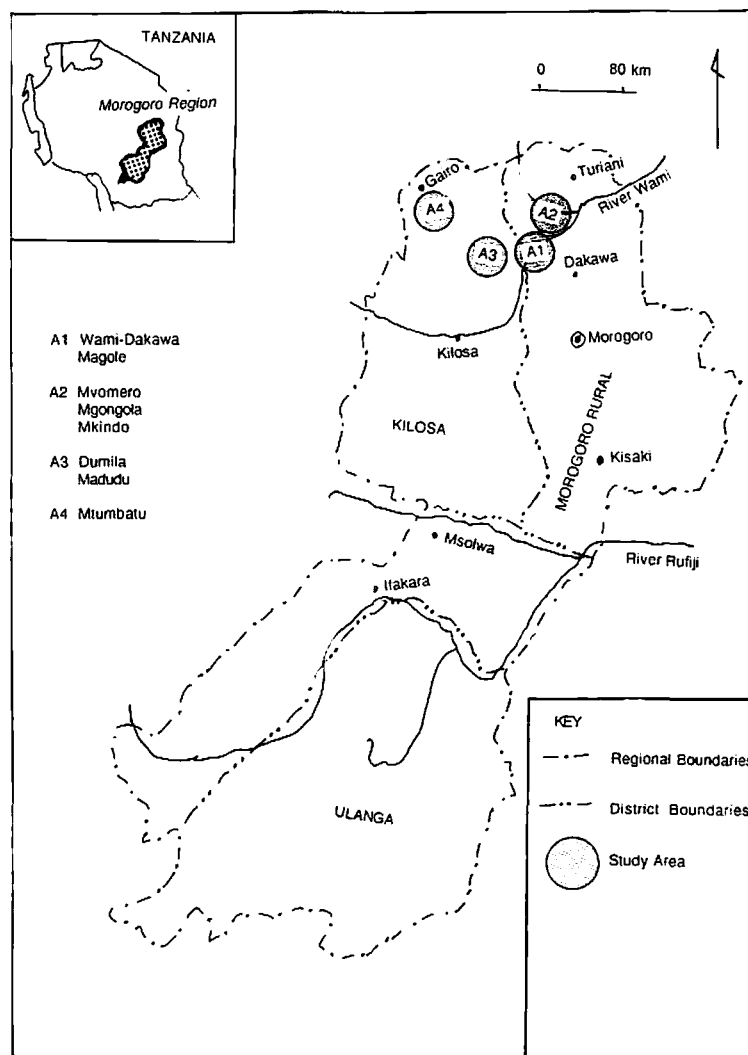 TANZANIA
Morogoro Region
0 80 km
Gairo
Turiani
River Wami
A4
A2
A3
A1
Dakawa
Kilosa
Morogoro
KILOSA
MOROGORO RURAL
Kisaki
A1 Wami-Dakawa
Magole
A2 Mvomero
Mgongola
Mkindo
A3 Dumila
Madudu
A4 Mtumbatu
Msolwa
River Rufiji
Ifakara
ULANGA
KEY
Regional Boundaries
District Boundaries
Study Area